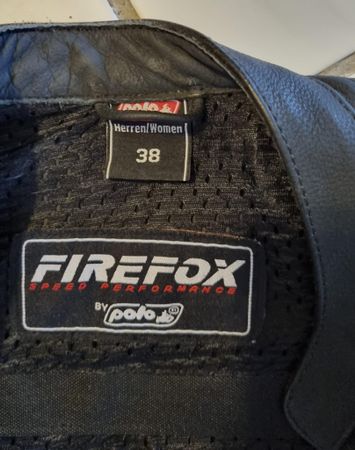 polo
Herren/Women
38
FIREFOX
SPEED PERFORMANCE
BY polo